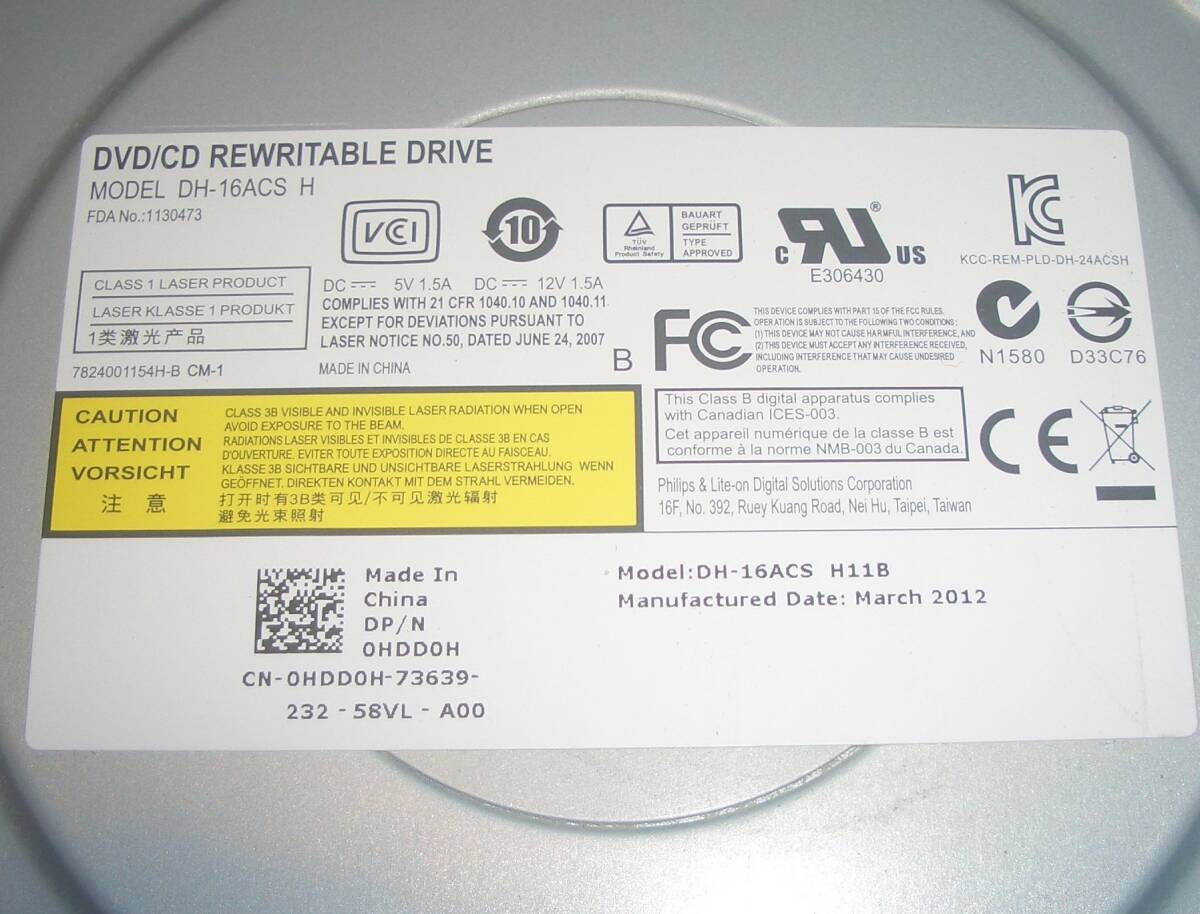 DVD/CD REWRITABLE DRIVE
MODEL DH-16ACS H
FDA No.:1130473
VCI
10
TÜV
Rheinland
Product Safety
BAUART
GEPRÜFT
TYPE
APPROVED
c RU ® US
E306430
KCC-REM-PLD-DH-24ACSH
CLASS 1 LASER PRODUCT
LASER KLASSE 1 PRODUKT
1类激光产品
7824001154H-B CM-1
DC 5V 1.5A DC 12V 1.5A
COMPLIES WITH 21 CFR 1040.10 AND 1040.11
EXCEPT FOR DEVIATIONS PURSUANT TO
LASER NOTICE NO.50, DATED JUNE 24, 2007
MADE IN CHINA
B
FC
THIS DEVICE COMPLIES WITH PART 15 OF THE FCC RULES.
OPERATION IS SUBJECT TO THE FOLLOWING TWO CONDITIONS :
(1) THIS DEVICE MAY NOT CAUSE HARMFUL INTERFERENCE, AND
(2) THIS DEVICE MUST ACCEPT ANY INTERFERENCE RECEIVED,
INCLUDING INTERFERENCE THAT MAY CAUSE UNDESIRED
OPERATION.
N1580
D33C76
CAUTION
ATTENTION
VORSICHT
注 意
CLASS 3B VISIBLE AND INVISIBLE LASER RADIATION WHEN OPEN
AVOID EXPOSURE TO THE BEAM.
RADIATIONS LASER VISIBLES ET INVISIBLES DE CLASSE 3B EN CAS
D'OUVERTURE. EVITER TOUTE EXPOSITION DIRECTE AU FAISCEAU.
KLASSE 3B SICHTBARE UND UNSICHTBARE LASERSTRAHLUNG WENN
GEÖFFNET. DIREKTEN KONTAKT MIT DEM STRAHL VERMEIDEN.
打开时有3B类可见/不可见激光辐射
避免光束照射
This Class B digital apparatus complies
with Canadian ICES-003.
Cet appareil numérique de la classe B est
conforme à la norme NMB-003 du Canada.
CE
Philips & Lite-on Digital Solutions Corporation
16F, No. 392, Ruey Kuang Road, Nei Hu, Taipei, Taiwan
Made In
China
DP/N
0HDD0H
CN-0HDD0H-73639-
232 - 58VL - A00
Model:DH-16ACS H11B
Manufactured Date: March 2012